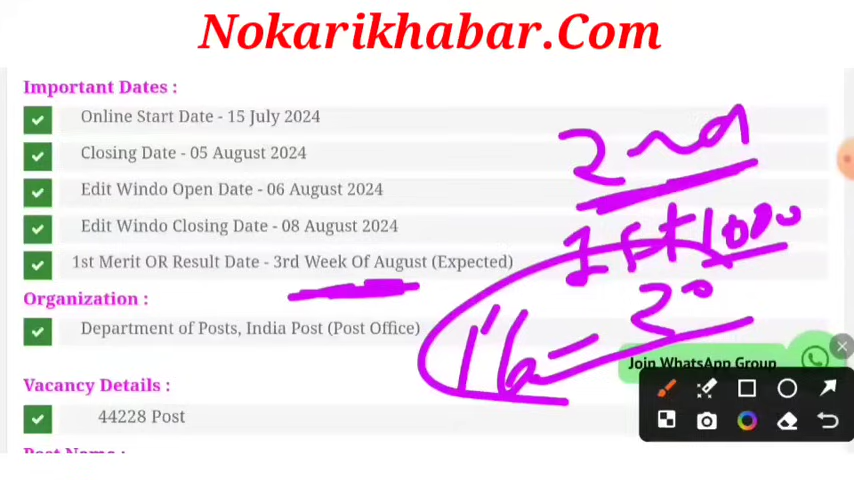 Nokarikhabar.Com
Important Dates :
Online Start Date - 15 July 2024
Closing Date - 05 August 2024
Edit Windo Open Date - 06 August 2024
Edit Windo Closing Date - 08 August 2024
1st Merit OR Result Date - 3rd Week Of August (Expected)
Organization :
Department of Posts, India Post (Post Office)
Vacancy Details :
44228 Post
2nd
1st
Join WhatsApp Group